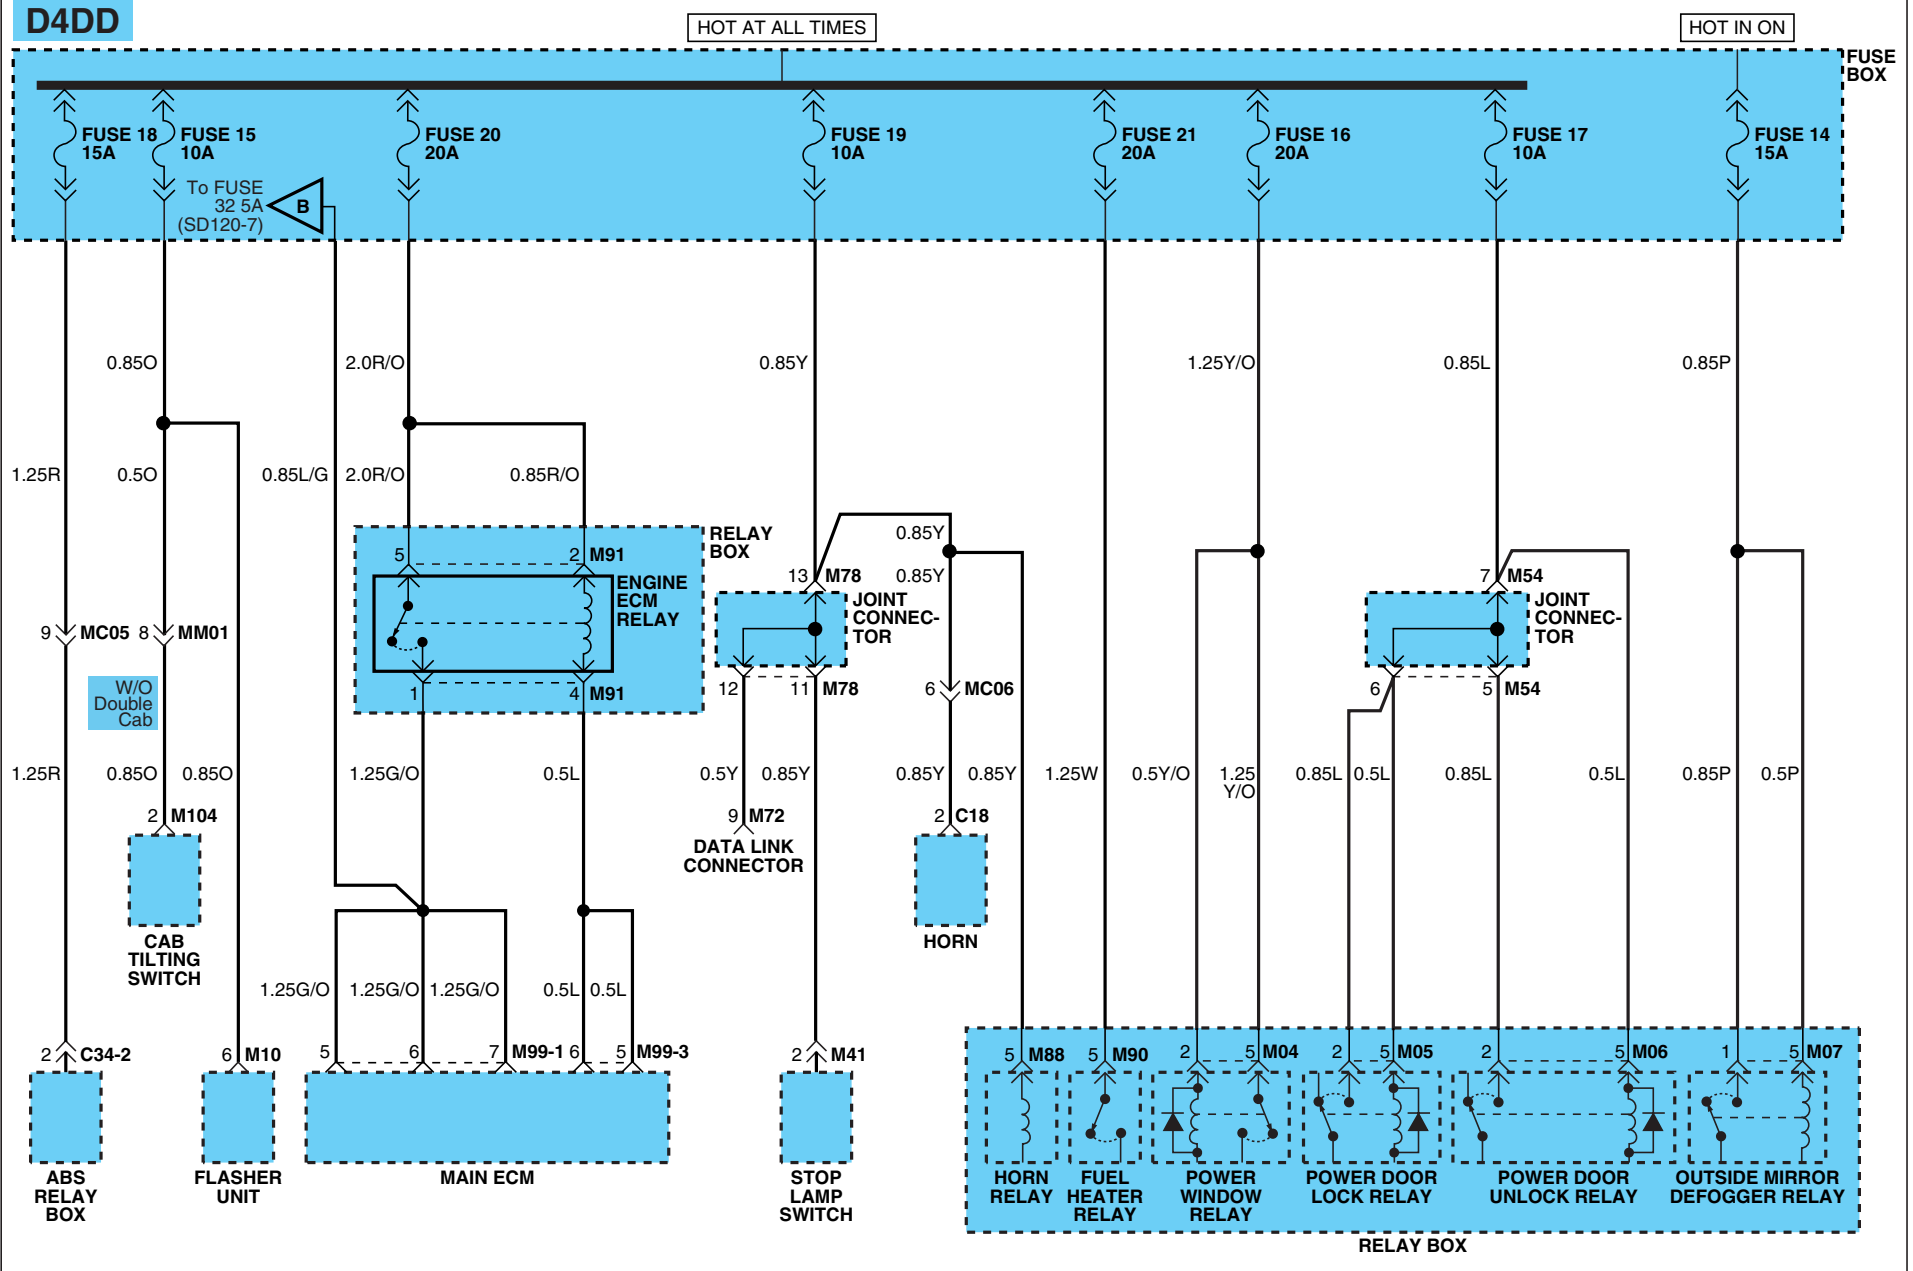 D4DD
HOT AT ALL TIMES
HOT IN ON
FUSE
BOX
FUSE 18
15A
FUSE 15
10A
FUSE 20
20A
FUSE 19
10A
FUSE 21
20A
FUSE 16
20A
FUSE 17
10A
FUSE 14
15A
To FUSE
32 5A
(SD120-7)
B
0.85O
2.0R/O
0.85Y
1.25Y/O
0.85L
0.85P
1.25R
0.5O
0.85L/G
2.0R/O
0.85R/O
RELAY
BOX
5
2
M91
ENGINE
ECM
RELAY
1
4
M91
0.85Y
0.85Y
13
M78
JOINT
CONNEC-
TOR
12
11
M78
7
M54
JOINT
CONNEC-
TOR
6
5
M54
9
MC05
8
MM01
W/O
Double
Cab
6
MC06
1.25R
0.85O
0.85O
1.25G/O
0.5L
0.5Y
0.85Y
0.85Y
0.85Y
1.25W
0.5Y/O
1.25
Y/O
0.85L
0.5L
0.85L
0.5L
0.85P
0.5P
2
M104
CAB
TILTING
SWITCH
9
M72
DATA LINK
CONNECTOR
2
C18
HORN
1.25G/O
1.25G/O
1.25G/O
0.5L
0.5L
2
C34-2
ABS
RELAY
BOX
6
M10
FLASHER
UNIT
5
6
7
M99-1
6
5
M99-3
MAIN ECM
2
M41
STOP
LAMP
SWITCH
5
M88
HORN
RELAY
5
M90
FUEL
HEATER
RELAY
2
5
M04
POWER
WINDOW
RELAY
2
5
M05
POWER DOOR
LOCK RELAY
2
5
M06
POWER DOOR
UNLOCK RELAY
1
5
M07
OUTSIDE MIRROR
DEFOGGER RELAY
RELAY BOX